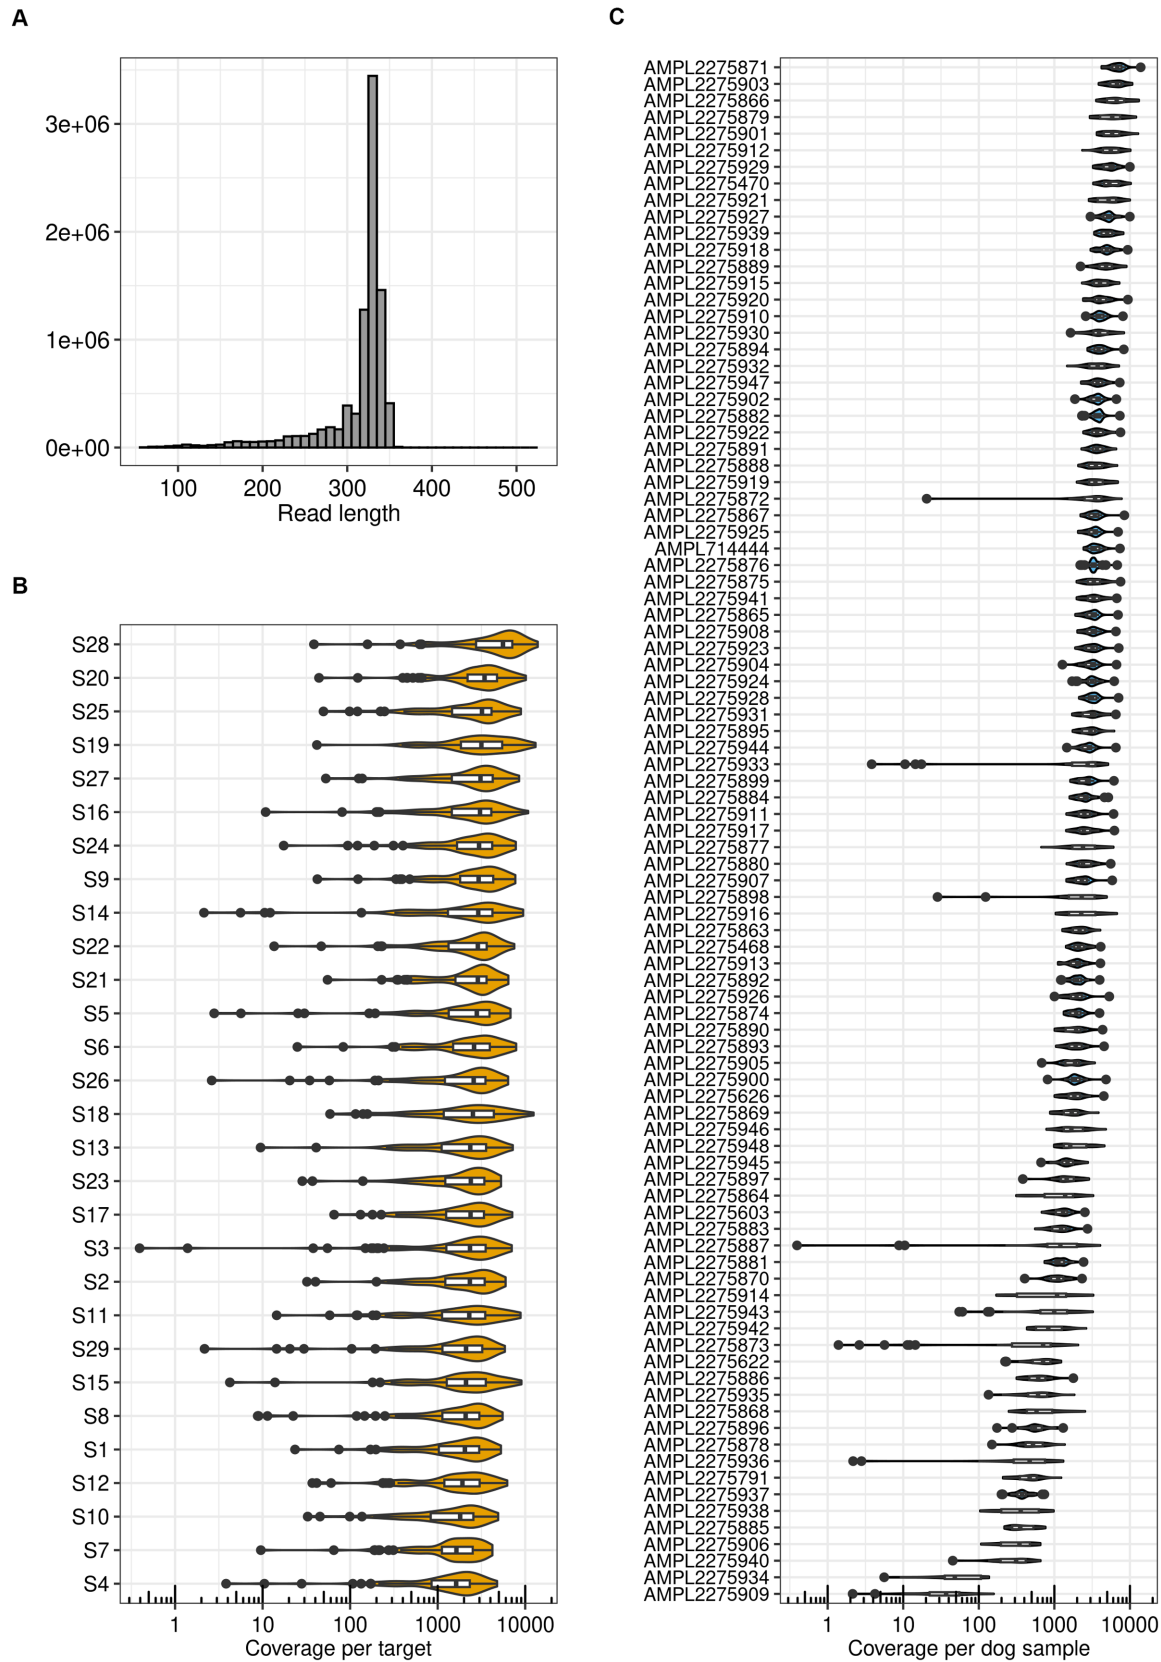 A
3e+06
2e+06
1e+06
0e+00
100 200 300 400 500
Read length
B
S28
S20
S25
S19
S27
S16
S24
S9
S14
S22
S21
S5
S6
S26
S18
S13
S23
S17
S3
S2
S11
S29
S15
S8
S1
S12
S10
S7
S4
1 10 100 1000 10000
Coverage per target
C
AMPL2275871
AMPL2275903
AMPL2275866
AMPL2275879
AMPL2275901
AMPL2275912
AMPL2275929
AMPL2275470
AMPL2275921
AMPL2275927
AMPL2275939
AMPL2275918
AMPL2275889
AMPL2275915
AMPL2275920
AMPL2275910
AMPL2275930
AMPL2275894
AMPL2275932
AMPL2275947
AMPL2275902
AMPL2275882
AMPL2275922
AMPL2275891
AMPL2275888
AMPL2275919
AMPL2275872
AMPL2275867
AMPL2275925
AMPL714444
AMPL2275876
AMPL2275875
AMPL2275941
AMPL2275865
AMPL2275908
AMPL2275923
AMPL2275904
AMPL2275924
AMPL2275928
AMPL2275931
AMPL2275895
AMPL2275944
AMPL2275933
AMPL2275899
AMPL2275884
AMPL2275911
AMPL2275917
AMPL2275877
AMPL2275880
AMPL2275907
AMPL2275898
AMPL2275916
AMPL2275863
AMPL2275468
AMPL2275913
AMPL2275892
AMPL2275926
AMPL2275874
AMPL2275890
AMPL2275893
AMPL2275905
AMPL2275900
AMPL2275626
AMPL2275869
AMPL2275946
AMPL2275948
AMPL2275945
AMPL2275897
AMPL2275864
AMPL2275603
AMPL2275883
AMPL2275887
AMPL2275881
AMPL2275870
AMPL2275914
AMPL2275943
AMPL2275942
AMPL2275873
AMPL2275622
AMPL2275886
AMPL2275935
AMPL2275868
AMPL2275896
AMPL2275878
AMPL2275936
AMPL2275791
AMPL2275937
AMPL2275938
AMPL2275885
AMPL2275906
AMPL2275940
AMPL2275934
AMPL2275909
1 10 100 1000 10000
Coverage per dog sample